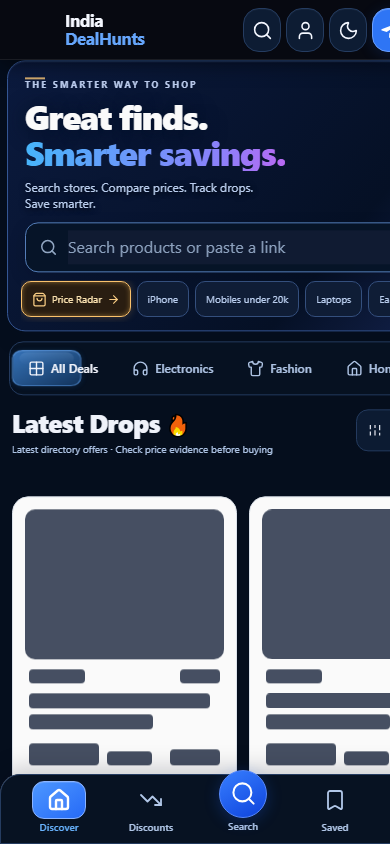 India
DealHunts
THE SMARTER WAY TO SHOP
Great finds.
Smarter savings.
Search stores. Compare prices. Track drops.
Save smarter.
Search products or paste a link
Price Radar → iPhone Mobiles under 20k Laptops
All Deals Electronics Fashion
Latest Drops 🔥
Latest directory offers · Check price evidence before buying
Discover Discounts Search Saved